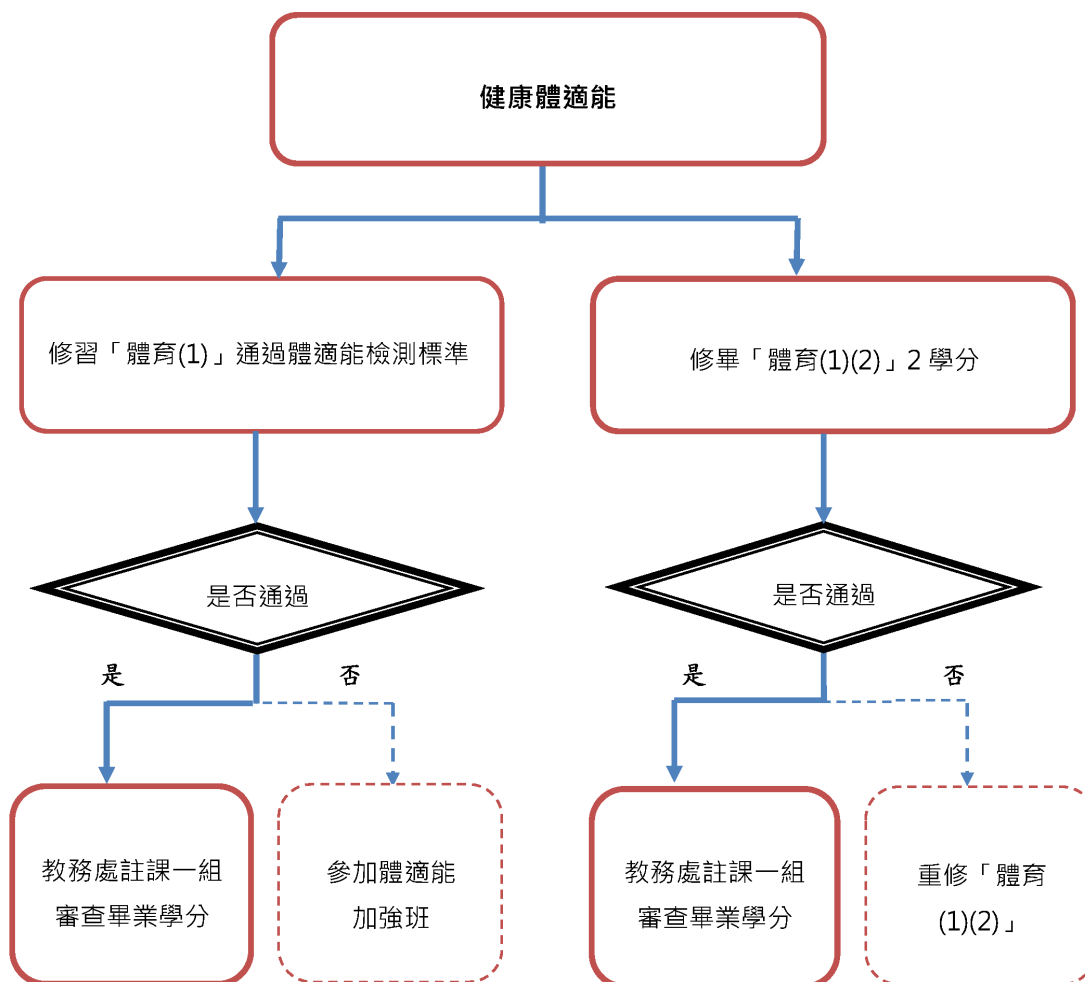 健康體適能
修習「體育(1)」通過體適能檢測標準
修畢「體育(1)(2)」2 學分
是否通過
是否通過
是
否
是
否
教務處註課一組
審查畢業學分
參加體適能
加強班
教務處註課一組
審查畢業學分
重修「體育
(1)(2)」